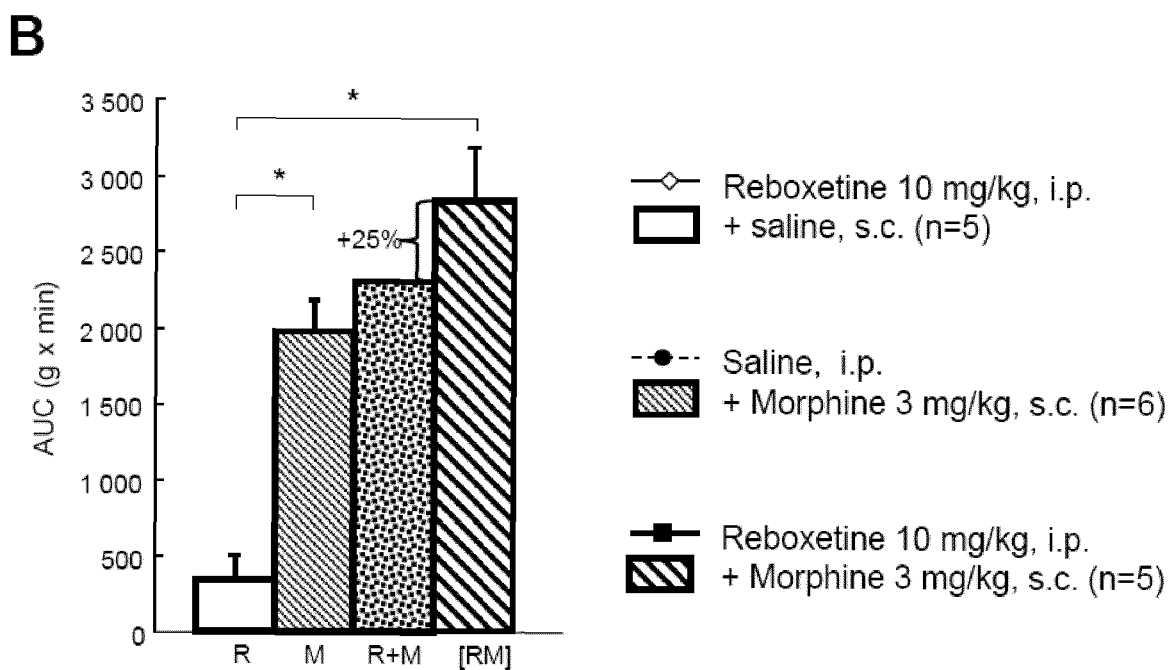 B
3 500
3 000
2 500
2 000
1 500
1 000
500
0
AUC (g x min)
*
*
+25%
R
M
R+M
[RM]
Reboxetine 10 mg/kg, i.p.
+ saline, s.c. (n=5)
Saline, i.p.
+ Morphine 3 mg/kg, s.c. (n=6)
Reboxetine 10 mg/kg, i.p.
+ Morphine 3 mg/kg, s.c. (n=5)